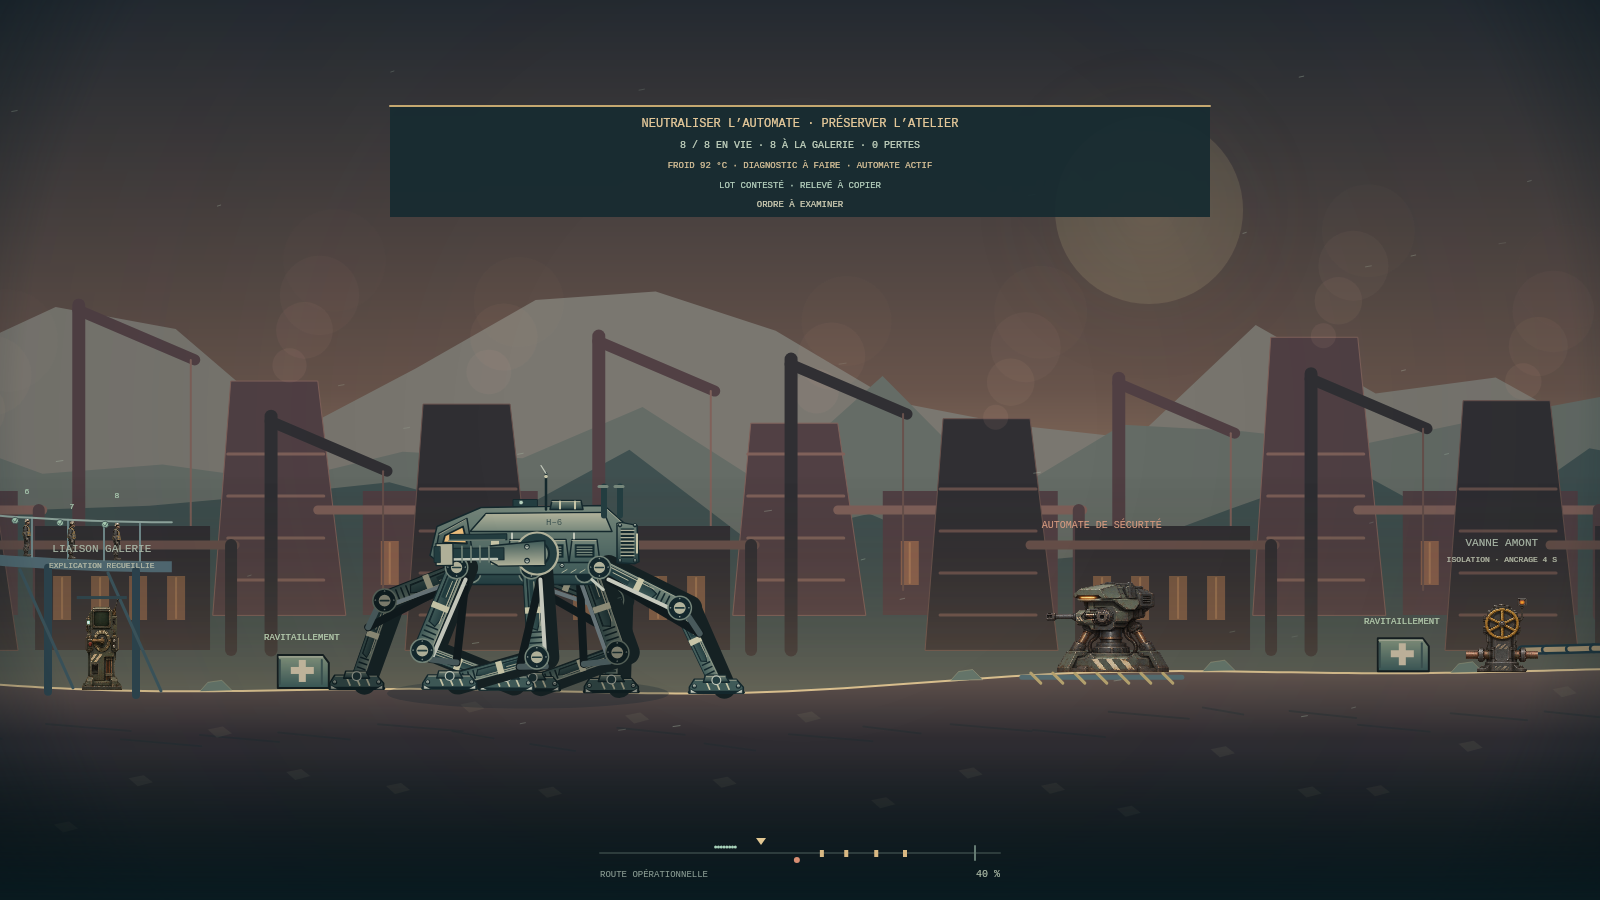 NEUTRALISER L’AUTOMATE · PRÉSERVER L’ATELIER
8 / 8 EN VIE · 8 À LA GALERIE · 0 PERTES
FROID 92 °C · DIAGNOSTIC À FAIRE · AUTOMATE ACTIF
LOT CONTESTÉ · RELEVÉ À COPIER
ORDRE À EXAMINER
6
7
8
LIAISON GALERIE
EXPLICATION RECUEILLIE
H-6
AUTOMATE DE SÉCURITÉ
VANNE AMONT
ISOLATION · ANCRAGE 4 S
RAVITAILLEMENT
RAVITAILLEMENT
ROUTE OPÉRATIONNELLE
40 %